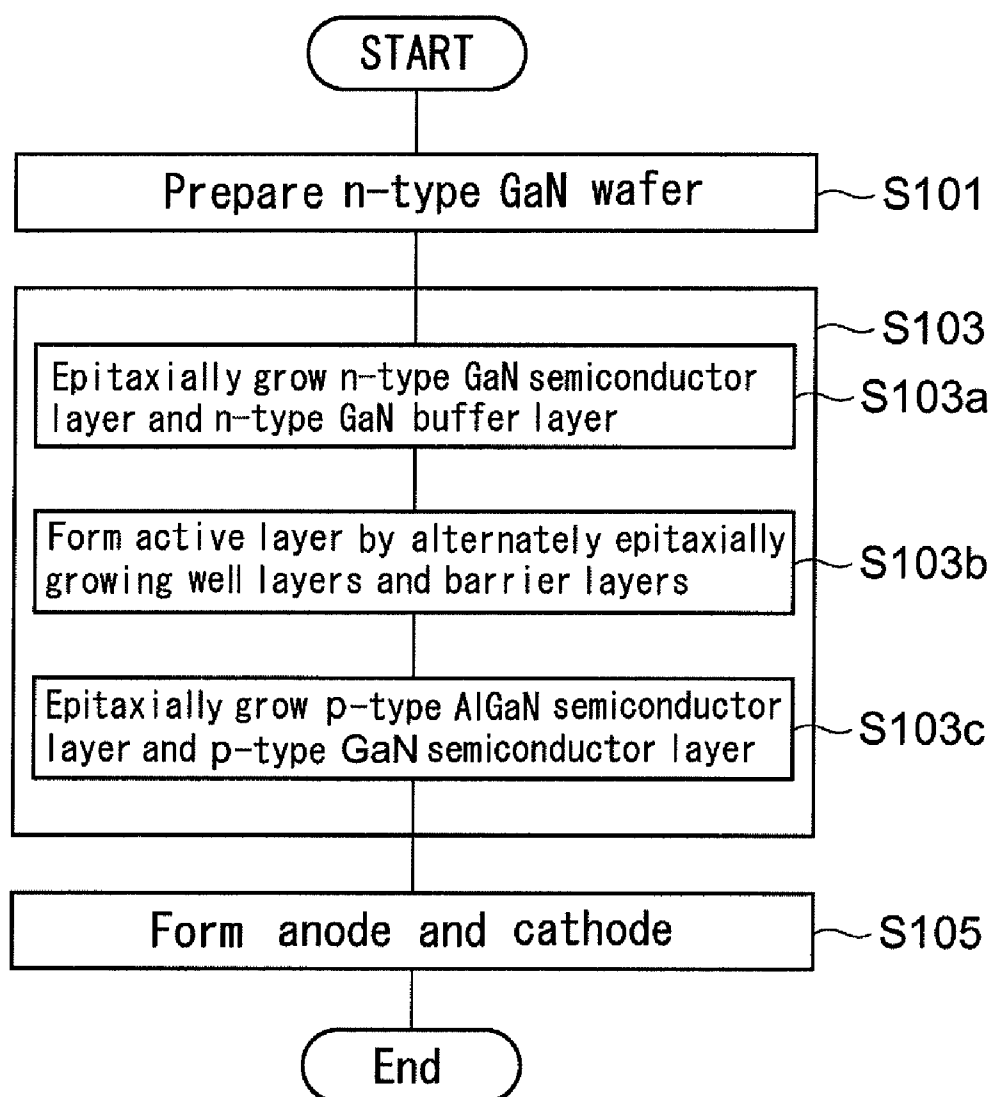 START
Prepare n-type GaN wafer
S101
S103
Epitaxially grow n-type GaN semiconductor
layer and n-type GaN buffer layer
S103a
Form active layer by alternately epitaxially
growing well layers and barrier layers
S103b
Epitaxially grow p-type AlGaN semiconductor
layer and p-type GaN semiconductor layer
S103c
Form anode and cathode
S105
End